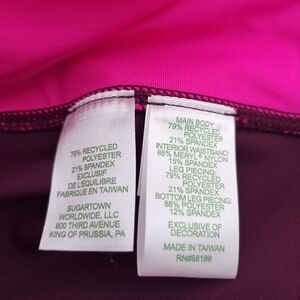 79% RECYCLED
POLYESTER
21% SPANDEX
EXCLUSIF
DE L'ÉQUILIBRE
FABRIQUE EN TAIWAN
SUGARTOWN
WORLDWIDE, LLC
800 THIRD AVENUE
KING OF PRUSSIA, PA
MAIN BODY:
79% RECYCLED
POLYESTER
21% SPANDEX
INTERIOR WAISTBAND:
85% MERYL® NYLON
15% SPANDEX
LEG PIECING:
79% RECYCLED
POLYESTER
21% SPANDEX
BOTTOM LEG PIECING:
88% POLYESTER
12% SPANDEX
EXCLUSIVE OF
DECORATION
MADE IN TAIWAN
RN#88189